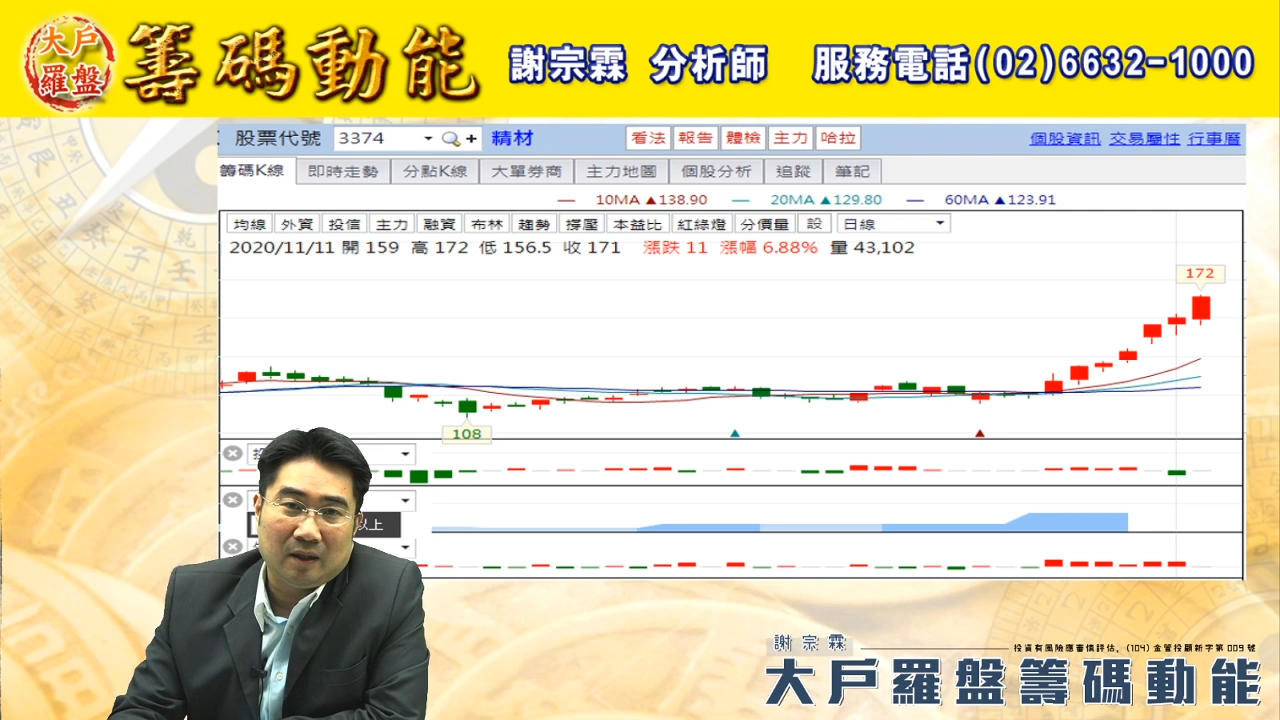 大戶
羅盤
籌碼動能
謝宗霖 分析師 服務電話(02)6632-1000
股票代號 3374 精材 看法 報告 體檢 主力 哈拉 個股資訊 交易屬性 行事曆
籌碼K線 即時走勢 分點K線 大單券商 主力地圖 個股分析 追蹤 筆記
10MA ▲138.90 20MA ▲129.80 60MA ▲123.91
均線 外資 投信 主力 融資 布林 趨勢 撐壓 本益比 紅綠燈 分價量 設 日線
2020/11/11 開 159 高 172 低 156.5 收 171 漲跌 11 漲幅 6.88% 量 43,102
172
108
以上
謝宗霖
投資有風險應審慎評估。(104)金管投顧新字第009號
大戶羅盤籌碼動能